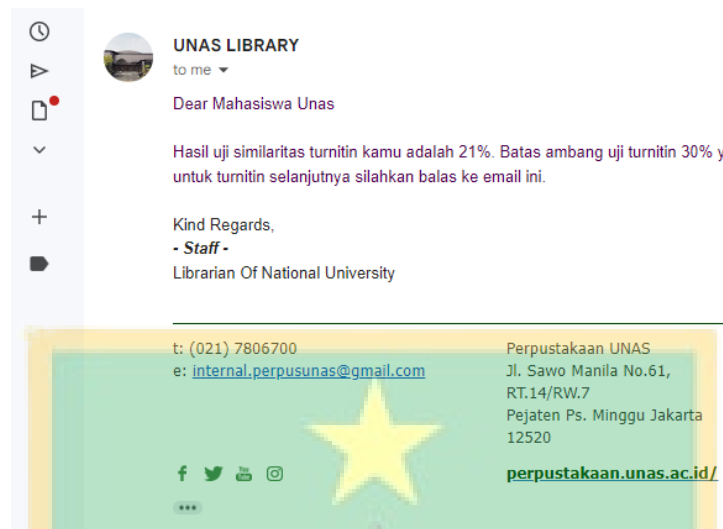 UNAS LIBRARY
to me
Dear Mahasiswa Unas
Hasil uji similaritas turnitin kamu adalah 21%. Batas ambang uji turnitin 30% y
untuk turnitin selanjutnya silahkan balas ke email ini.
Kind Regards,
- Staff -
Librarian Of National University
t: (021) 7806700
e: internal.perpusunas@gmail.com
Perpustakaan UNAS
Jl. Sawo Manila No.61,
RT.14/RW.7
Pejaten Ps. Minggu Jakarta
12520
perpustakaan.unas.ac.id/